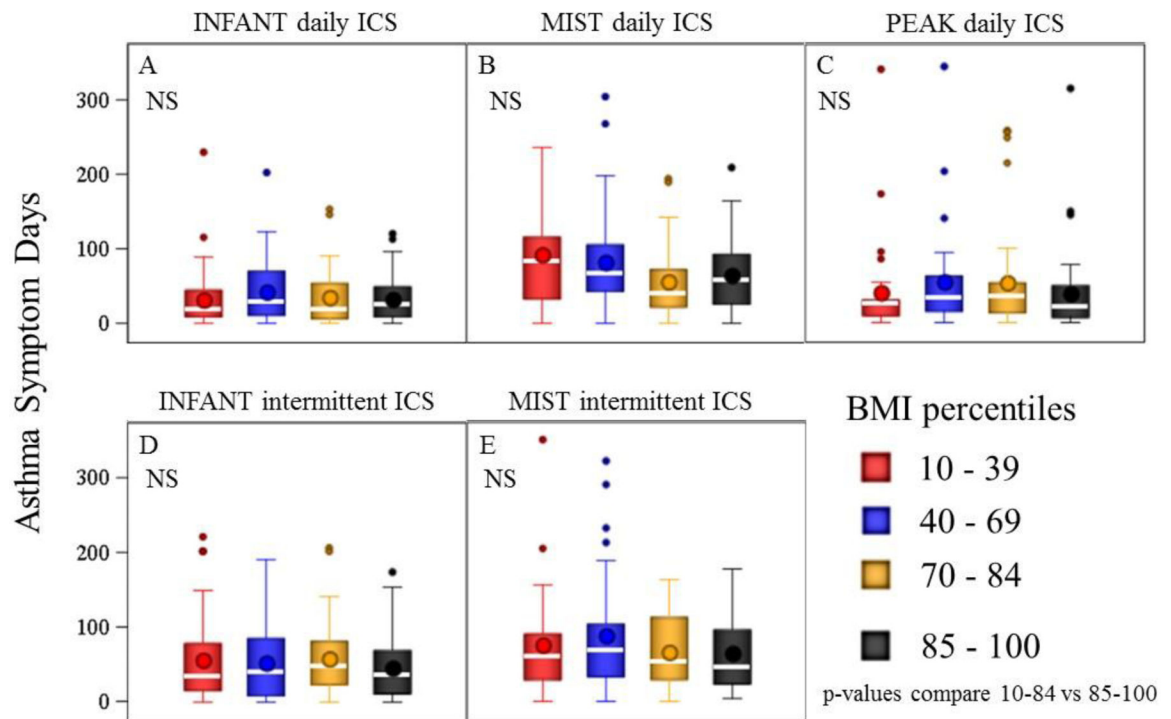 INFANT daily ICS
MIST daily ICS
PEAK daily ICS
A
NS
B
NS
C
NS
300
200
100
0
Asthma Symptom Days
INFANT intermittent ICS
MIST intermittent ICS
D
NS
E
NS
300
200
100
0
BMI percentiles
10 - 39
40 - 69
70 - 84
85 - 100
p-values compare 10-84 vs 85-100